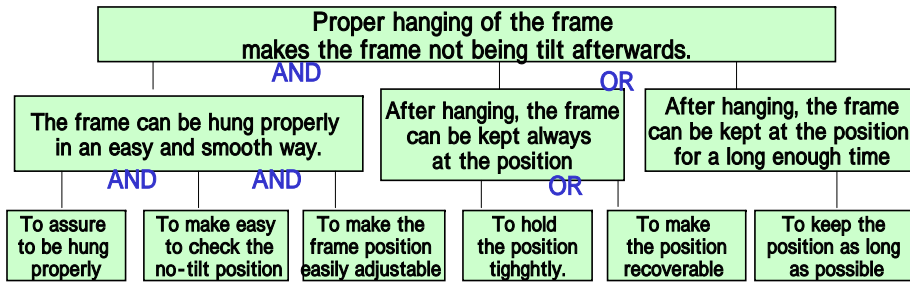 Proper hanging of the frame
makes the frame not being tilt afterwards.
AND
OR
The frame can be hung properly
in an easy and smooth way.
After hanging, the frame
can be kept always
at the position
After hanging, the frame
can be kept at the position
for a long enough time
AND
AND
OR
To assure
to be hung
properly
To make easy
to check the
no-tilt position
To make the
frame position
easily adjustable
To hold
the position
tighghtly.
To make
the position
recoverable
To keep the
position as long
as possible